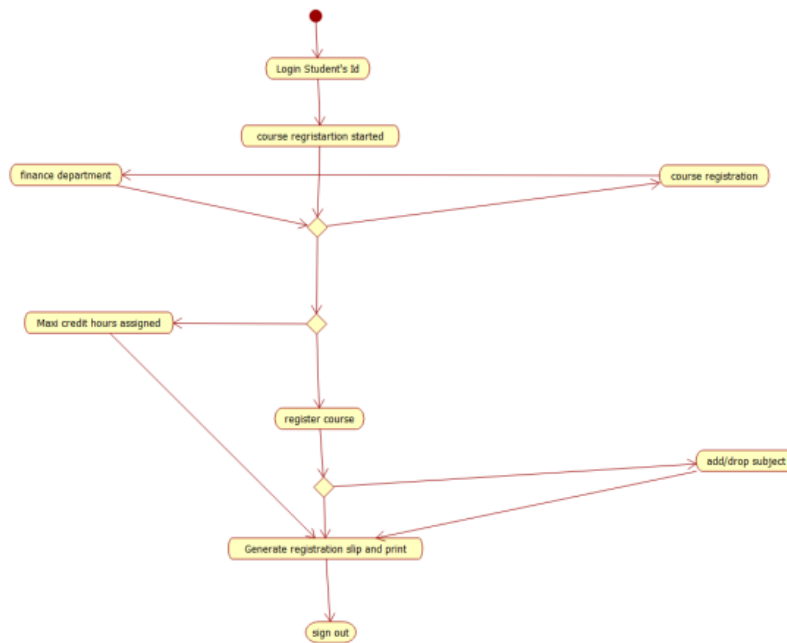 Login Student's Id
course regristartion started
finance department
course registration
Maxi credit hours assigned
register course
add/drop subject
Generate registration slip and print
sign out